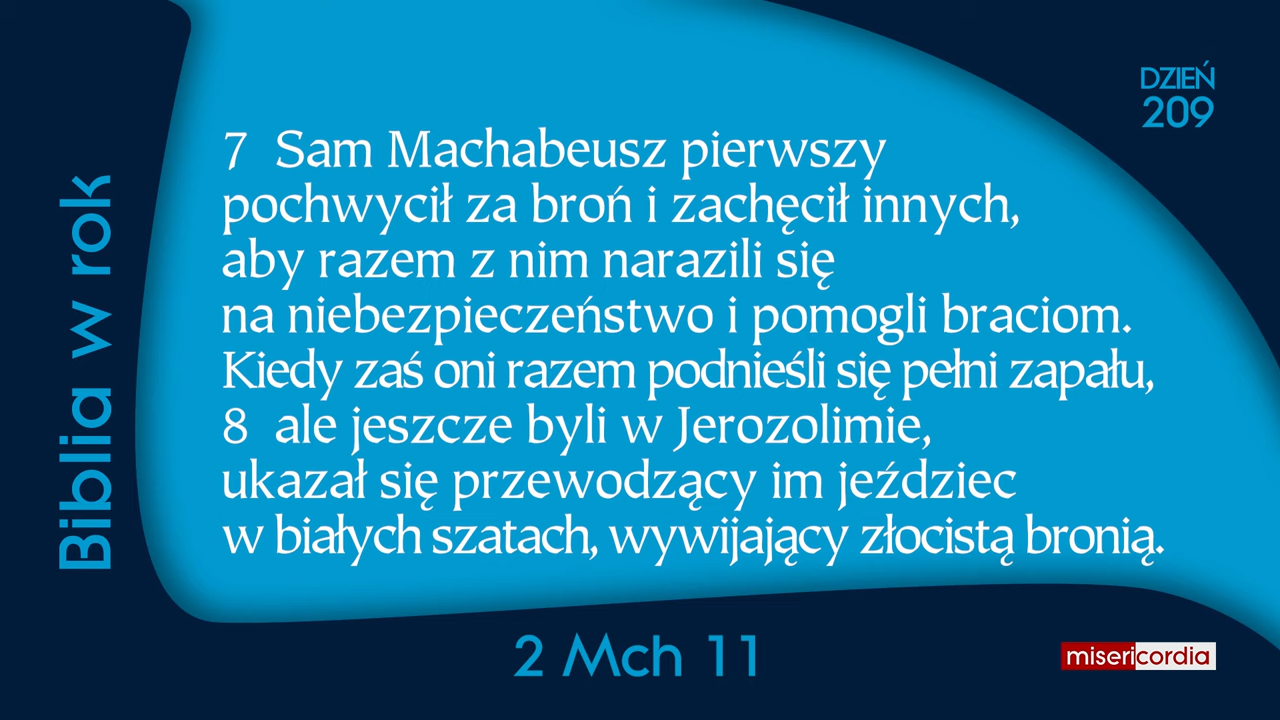 DZIEŃ
209
7 Sam Machabeusz pierwszy
pochwycił za broń i zachęcił innych,
aby razem z nim narazili się
na niebezpieczeństwo i pomogli braciom.
Kiedy zaś oni razem podnieśli się pełni zapału,
8 ale jeszcze byli w Jerozolimie,
ukazał się przewodzący im jeździec
w białych szatach, wywijający złocistą bronią.
Biblia w rok
2 Mch 11
misericordia